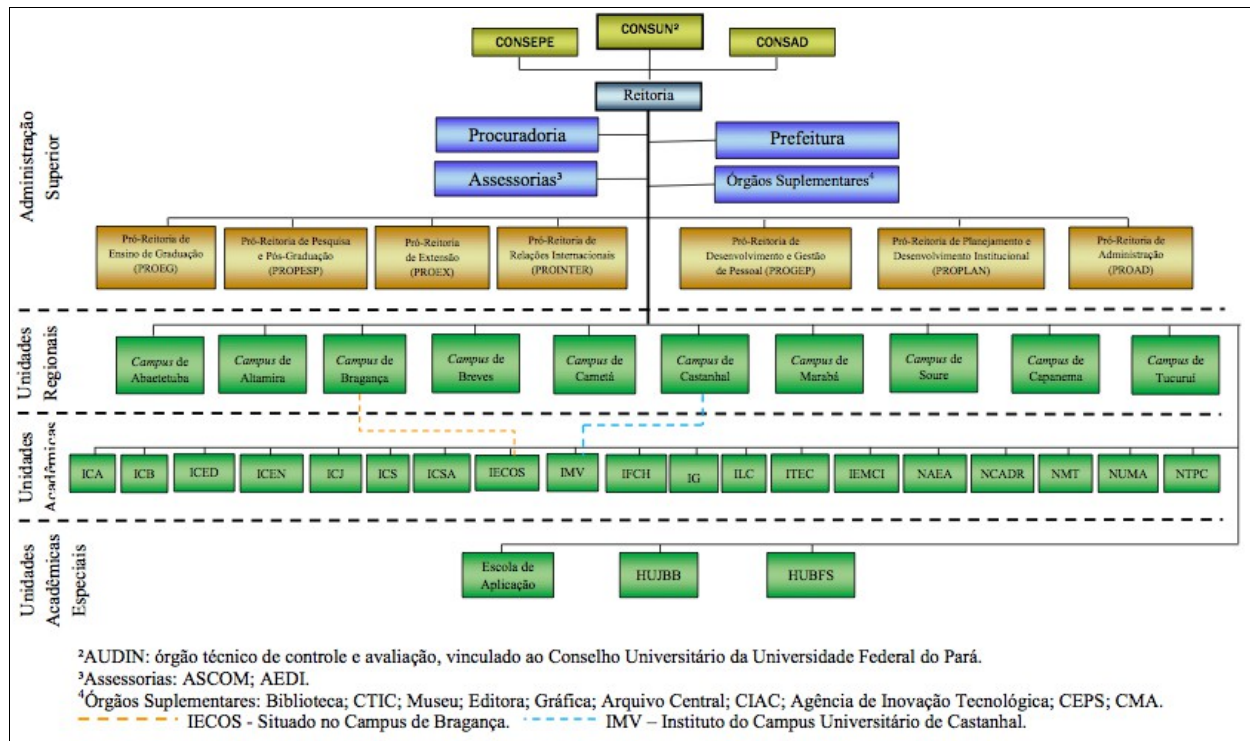 CONSEPE
CONSUN²
CONSAD
Reitoria
Administração
Superior
Procuradoria
Prefeitura
Assessorias³
Órgãos Suplementares⁴
Pró-Reitoria de
Ensino de Graduação
(PROEG)
Pró-Reitoria de Pesquisa
e Pós-Graduação
(PROPESP)
Pró-Reitoria
de Extensão
(PROEX)
Pró-Reitoria de
Relações Internacionais
(PROINTER)
Pró-Reitoria de
Desenvolvimento e Gestão
de Pessoal (PROGEP)
Pró-Reitoria de Planejamento e
Desenvolvimento Institucional
(PROPLAN)
Pró-Reitoria de
Administração
(PROAD)
Unidades
Regionais
Campus de
Abaetetuba
Campus de
Altamira
Campus de
Bragança
Campus de
Breves
Campus de
Cametá
Campus de
Castanhal
Campus de
Marabá
Campus de
Soure
Campus de
Capanema
Campus de
Tucuruí
Unidades
Acadêmicas
ICA
ICB
ICED
ICEN
ICJ
ICS
ICSA
IECOS
IMV
IFCH
IG
ILC
ITEC
IEMCI
NAEA
NCADR
NMT
NUMA
NTPC
Unidades
Acadêmicas
Especiais
Escola de
Aplicação
HUJBB
HUBFS
²AUDIN: órgão técnico de controle e avaliação, vinculado ao Conselho Universitário da Universidade Federal do Pará.
³Assessorias: ASCOM; AEDI.
⁴Órgãos Suplementares: Biblioteca; CTIC; Museu; Editora; Gráfica; Arquivo Central; CIAC; Agência de Inovação Tecnológica; CEPS; CMA.
IECOS - Situado no Campus de Bragança.
IMV – Instituto do Campus Universitário de Castanhal.